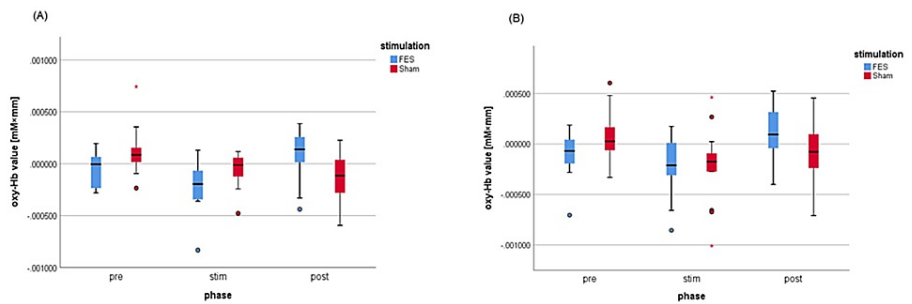 (A)
stimulation
FES
Sham
.001000
.000500
.000000
-.000500
-.001000
oxy-Hb value [mM×mm]
pre stim post
phase
(B)
stimulation
FES
Sham
.000500
.000000
-.000500
-.001000
oxy-Hb value [mM×mm]
pre stim post
phase